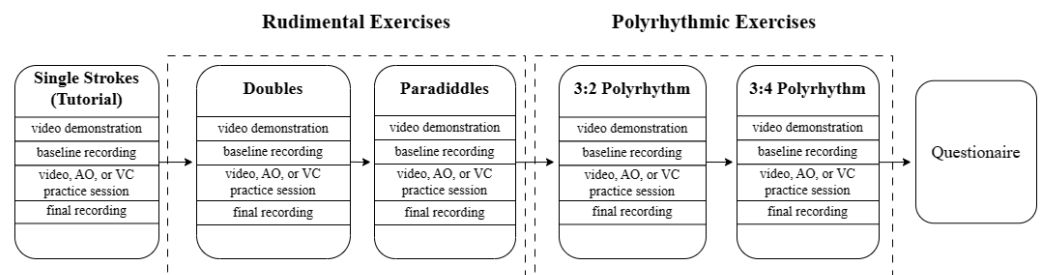 Rudimental Exercises
Polyrhythmic Exercises
Single Strokes
(Tutorial)
video demonstration
baseline recording
video, AO, or VC
practice session
final recording
Doubles
video demonstration
baseline recording
video, AO, or VC
practice session
final recording
Paradiddles
video demonstration
baseline recording
video, AO, or VC
practice session
final recording
3:2 Polyrhythm
video demonstration
baseline recording
video, AO, or VC
practice session
final recording
3:4 Polyrhythm
video demonstration
baseline recording
video, AO, or VC
practice session
final recording
Questionaire